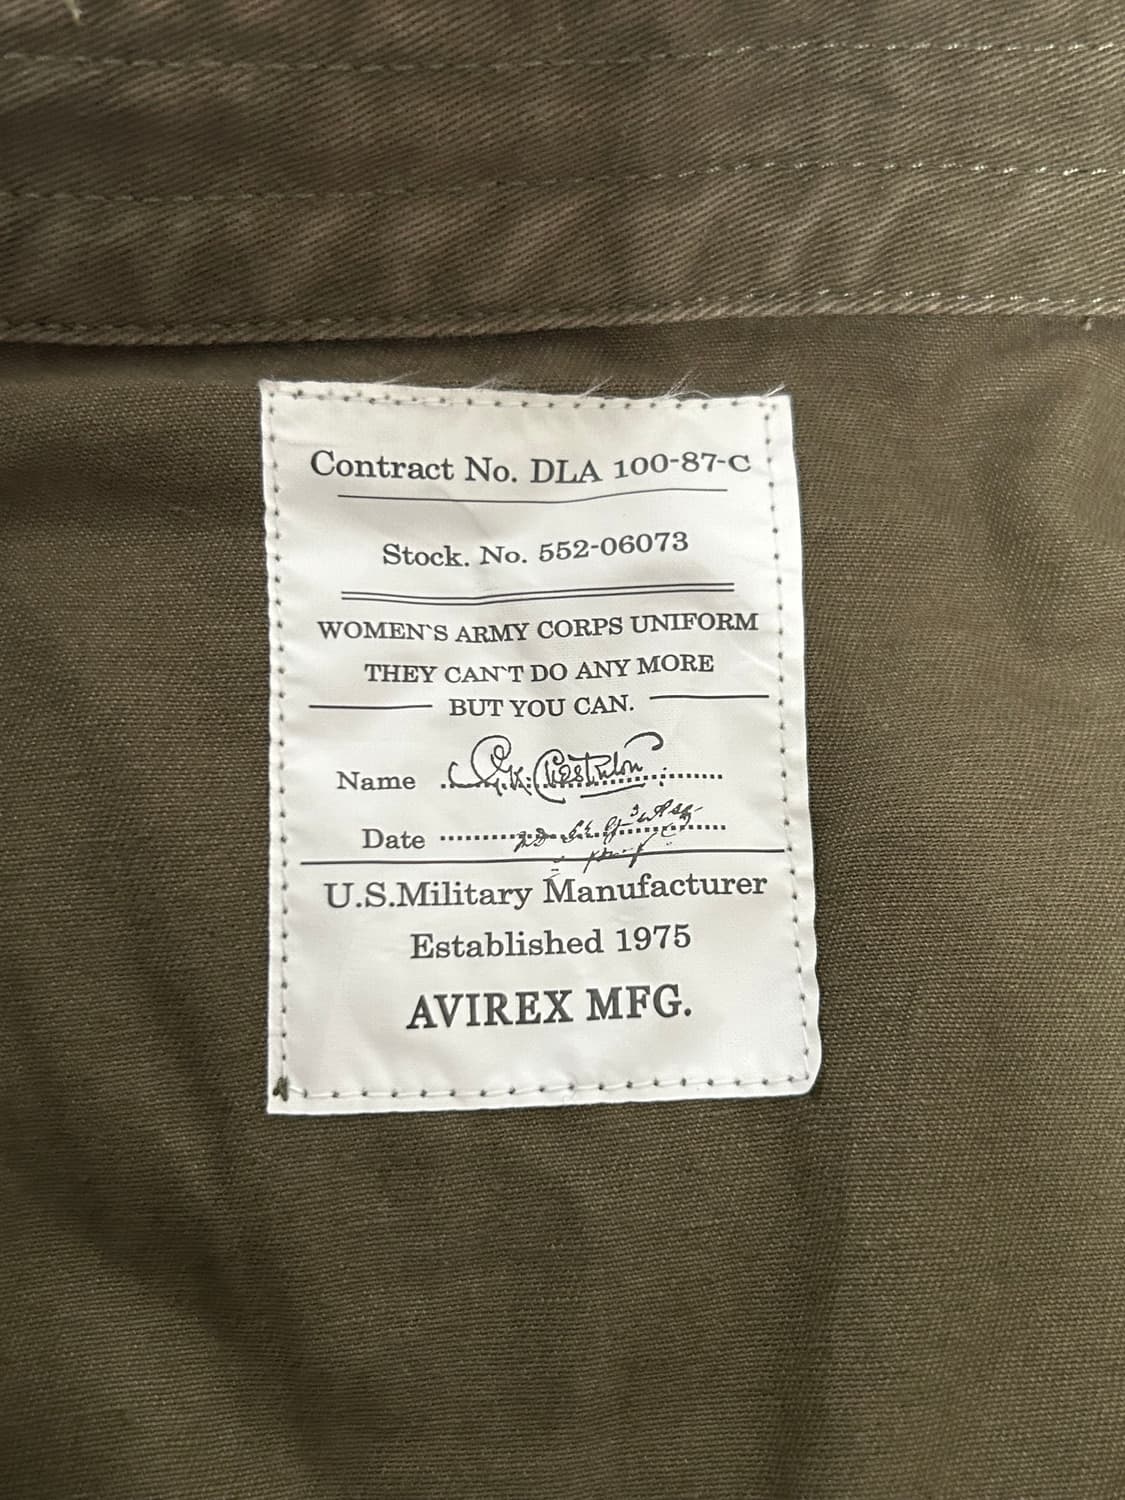 Contract No. DLA 100-87-C
Stock. No. 552-06073
WOMEN`S ARMY CORPS UNIFORM
THEY CAN`T DO ANY MORE
BUT YOU CAN.
Name
Date
U.S.Military Manufacturer
Established 1975
AVIREX MFG.